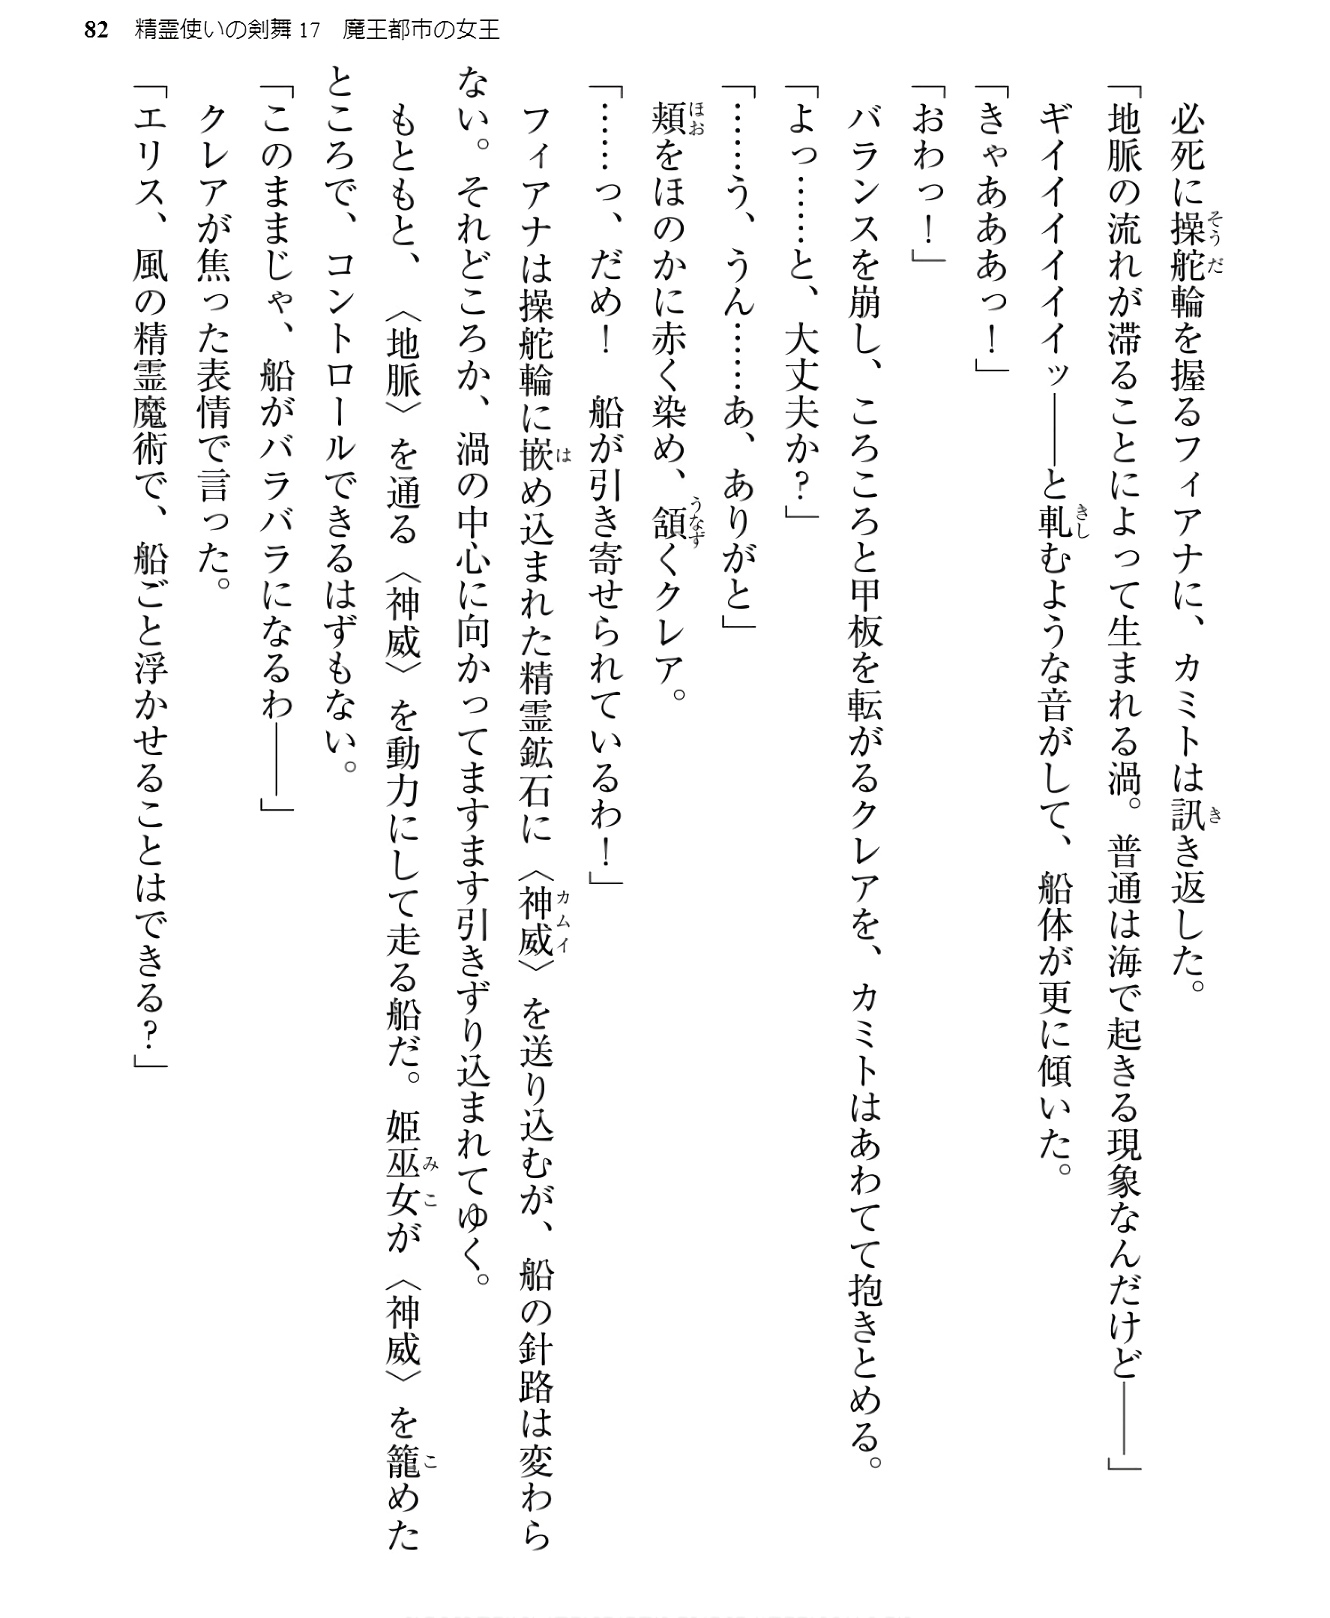 82 精霊使いの剣舞17 魔王都市の女王
必死に操舵輪を握るフィアナに、カミトは訊き返した。
「地脈の流れが滞ることによって生まれる渦。普通は海で起きる現象なんだけど――」
ギイイイイイイッ――と軋むような音がして、船体が更に傾いた。
「きゃあああっ！」
「おわっ！」
バランスを崩し、ころころと甲板を転がるクレアを、カミトはあわてて抱きとめる。
「よっ……と、大丈夫か？」
「……う、うん……あ、ありがと」
頬をほのかに赤く染め、頷くクレア。
「……っ、だめ！　船が引き寄せられているわ！」
フィアナは操舵輪に嵌め込まれた精霊鉱石に〈神威〉を送り込むが、船の針路は変わら
ない。それどころか、渦の中心に向かってますます引きずり込まれてゆく。
もともと、〈地脈〉を通る〈神威〉を動力にして走る船だ。姫巫女が〈神威〉を籠めた
ところで、コントロールできるはずもない。
「このままじゃ、船がバラバラになるわ――」
クレアが焦った表情で言った。
「エリス、風の精霊魔術で、船ごと浮かせることはできる？」